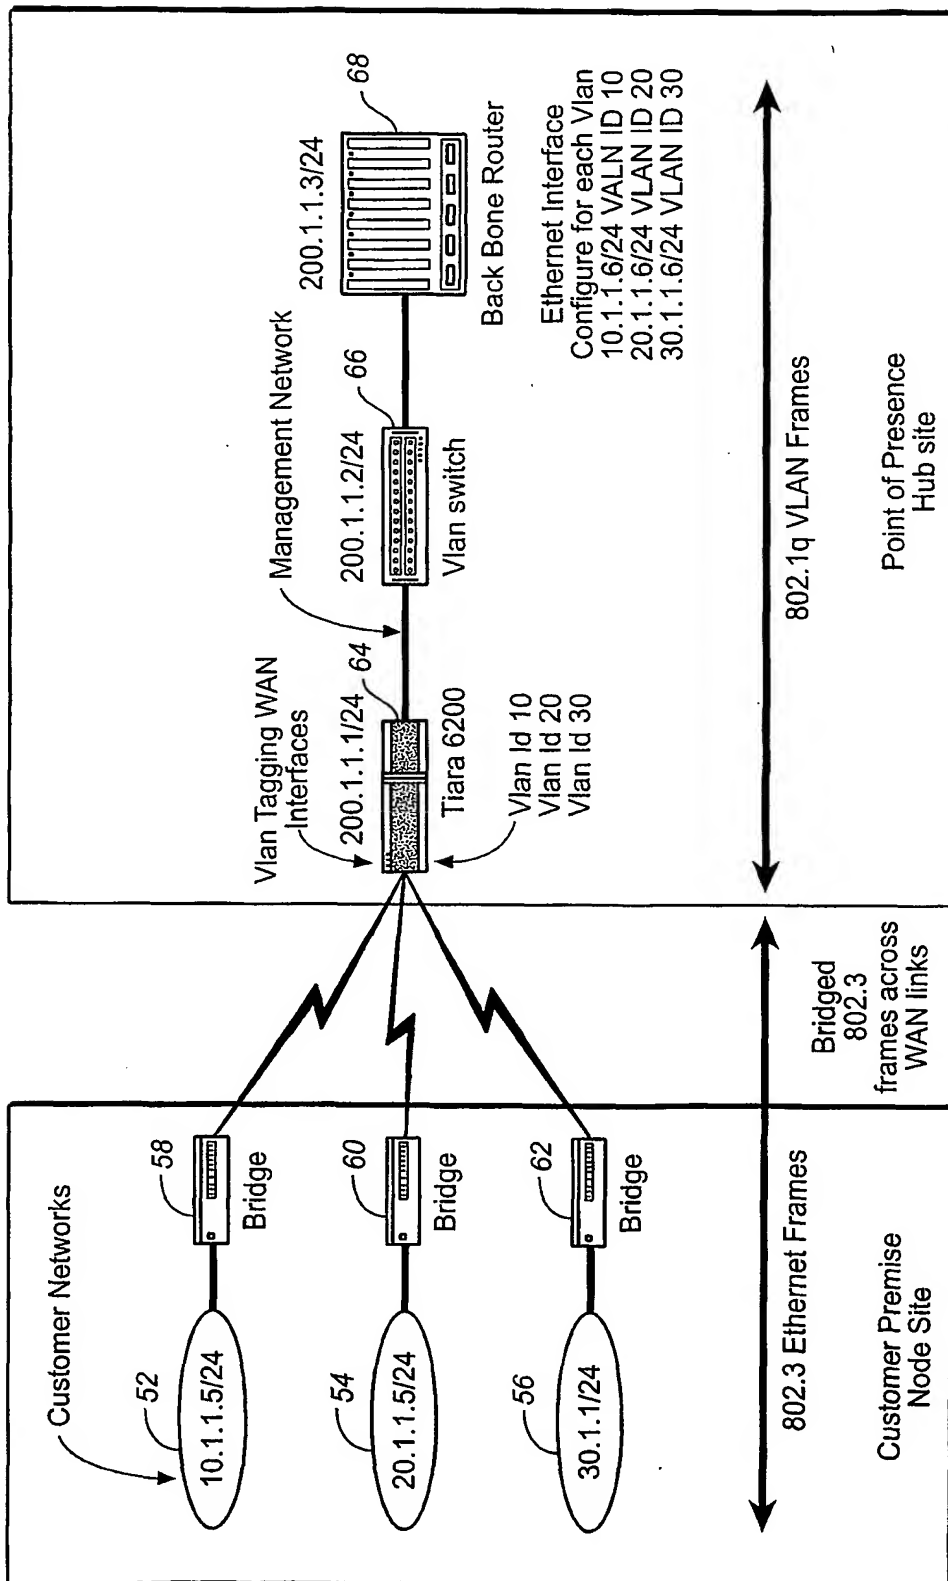 Customer Networks
52
10.1.1.5/24
58
Bridge
54
20.1.1.5/24
60
Bridge
56
30.1.1/24
62
Bridge
Vlan Tagging WAN
Interfaces
200.1.1.1/24
64
Tiara 6200
Vlan Id 10
Vlan Id 20
Vlan Id 30
Management Network
200.1.1.2/24
66
Vlan switch
200.1.1.3/24
68
Back Bone Router
Ethernet Interface
Configure for each Vlan
10.1.1.6/24 VALN ID 10
20.1.1.6/24 VLAN ID 20
30.1.1.6/24 VLAN ID 30
802.3 Ethernet Frames
Bridged
802.3
frames across
WAN links
802.1q VLAN Frames
Customer Premise
Node Site
Point of Presence
Hub site